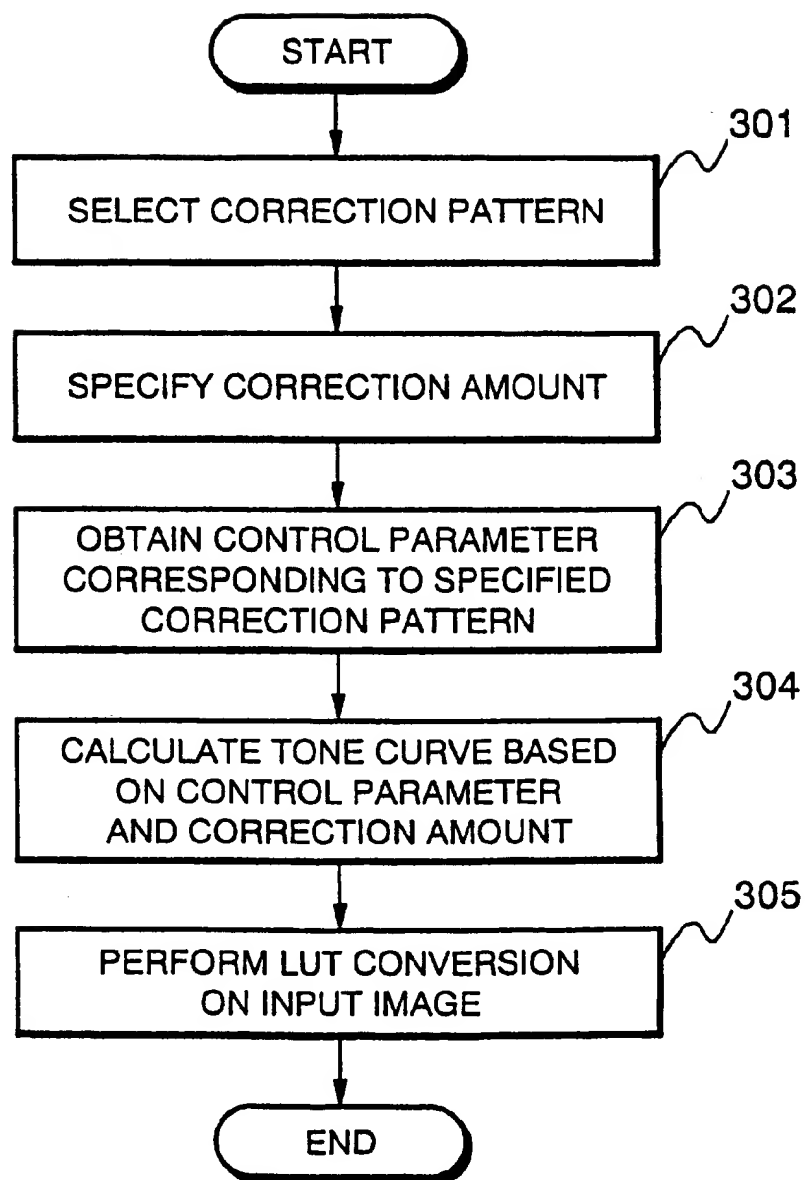 START
301
SELECT CORRECTION PATTERN
302
SPECIFY CORRECTION AMOUNT
303
OBTAIN CONTROL PARAMETER
CORRESPONDING TO SPECIFIED
CORRECTION PATTERN
304
CALCULATE TONE CURVE BASED
ON CONTROL PARAMETER
AND CORRECTION AMOUNT
305
PERFORM LUT CONVERSION
ON INPUT IMAGE
END